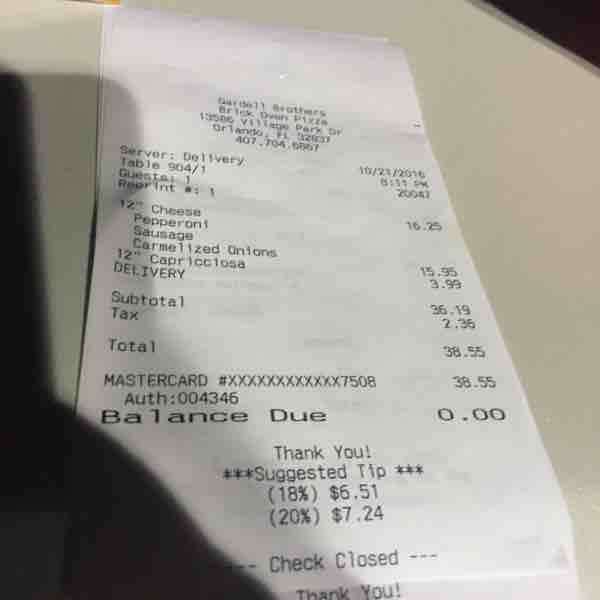 Gardell Brothers
Brick Oven Pizza
13586 Village Park Dr
Orlando, FL 32837
407.704.6867
Server: Delivery 10/21/2016
Table 904/1 8:11 PM
Guests: 1 20047
Reprint #: 1
12" Cheese 16.25
Pepperoni
Sausage
Carmelized Onions
12" Capricciosa 15.95
DELIVERY 3.99
Subtotal 36.19
Tax 2.36
Total 38.55
MASTERCARD #XXXXXXXXXXXX7508 38.55
Auth:004346
Balance Due 0.00
Thank You!
***Suggested Tip ***
(18%) $6.51
(20%) $7.24
--- Check Closed ---
Thank You!